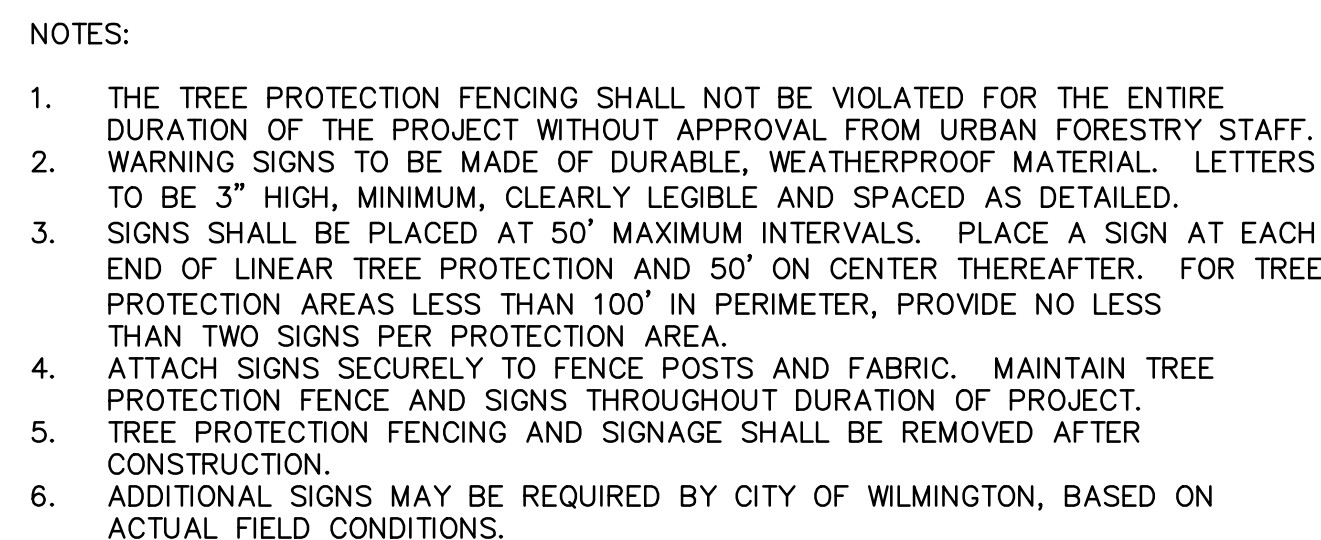 NOTES:
1. THE TREE PROTECTION FENCING SHALL NOT BE VIOLATED FOR THE ENTIRE
DURATION OF THE PROJECT WITHOUT APPROVAL FROM URBAN FORESTRY STAFF.
2. WARNING SIGNS TO BE MADE OF DURABLE, WEATHERPROOF MATERIAL. LETTERS
TO BE 3" HIGH, MINIMUM, CLEARLY LEGIBLE AND SPACED AS DETAILED.
3. SIGNS SHALL BE PLACED AT 50' MAXIMUM INTERVALS. PLACE A SIGN AT EACH
END OF LINEAR TREE PROTECTION AND 50' ON CENTER THEREAFTER. FOR TREE
PROTECTION AREAS LESS THAN 100' IN PERIMETER, PROVIDE NO LESS
THAN TWO SIGNS PER PROTECTION AREA.
4. ATTACH SIGNS SECURELY TO FENCE POSTS AND FABRIC. MAINTAIN TREE
PROTECTION FENCE AND SIGNS THROUGHOUT DURATION OF PROJECT.
5. TREE PROTECTION FENCING AND SIGNAGE SHALL BE REMOVED AFTER
CONSTRUCTION.
6. ADDITIONAL SIGNS MAY BE REQUIRED BY CITY OF WILMINGTON, BASED ON
ACTUAL FIELD CONDITIONS.